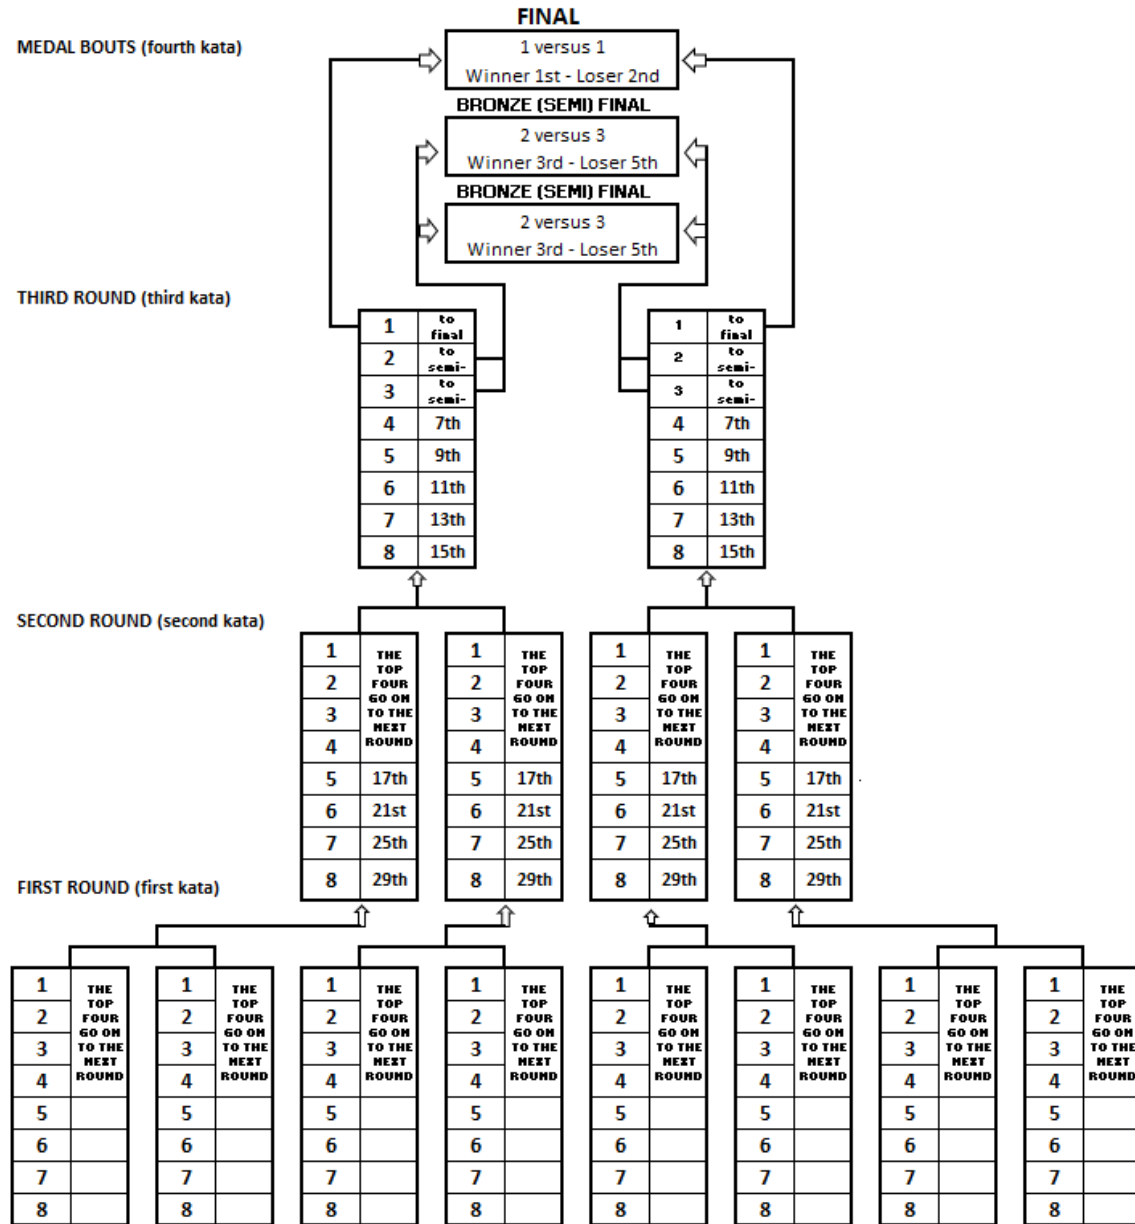 FINAL
MEDAL BOUTS (fourth kata)
1 versus 1
Winner 1st - Loser 2nd
BRONZE (SEMI) FINAL
2 versus 3
Winner 3rd - Loser 5th
BRONZE (SEMI) FINAL
2 versus 3
Winner 3rd - Loser 5th
THIRD ROUND (third kata)
1 to final 1 to final
2 to semi- 2 to semi-
3 to semi- 3 to semi-
4 7th 4 7th
5 9th 5 9th
6 11th 6 11th
7 13th 7 13th
8 15th 8 15th
SECOND ROUND (second kata)
1 1 1 1
2 2 2 2
3 3 3 3
4 4 4 4
THE TOP FOUR GO ON TO THE NEXT ROUND
THE TOP FOUR GO ON TO THE NEXT ROUND
THE TOP FOUR GO ON TO THE NEXT ROUND
THE TOP FOUR GO ON TO THE NEXT ROUND
5 17th 5 17th 5 17th 5 17th
6 21st 6 21st 6 21st 6 21st
7 25th 7 25th 7 25th 7 25th
8 29th 8 29th 8 29th 8 29th
FIRST ROUND (first kata)
1 1 1 1 1 1 1 1
2 2 2 2 2 2 2 2
3 3 3 3 3 3 3 3
4 4 4 4 4 4 4 4
THE TOP FOUR GO ON TO THE NEXT ROUND
THE TOP FOUR GO ON TO THE NEXT ROUND
THE TOP FOUR GO ON TO THE NEXT ROUND
THE TOP FOUR GO ON TO THE NEXT ROUND
THE TOP FOUR GO ON TO THE NEXT ROUND
THE TOP FOUR GO ON TO THE NEXT ROUND
THE TOP FOUR GO ON TO THE NEXT ROUND
THE TOP FOUR GO ON TO THE NEXT ROUND
5 5 5 5 5 5 5 5
6 6 6 6 6 6 6 6
7 7 7 7 7 7 7 7
8 8 8 8 8 8 8 8